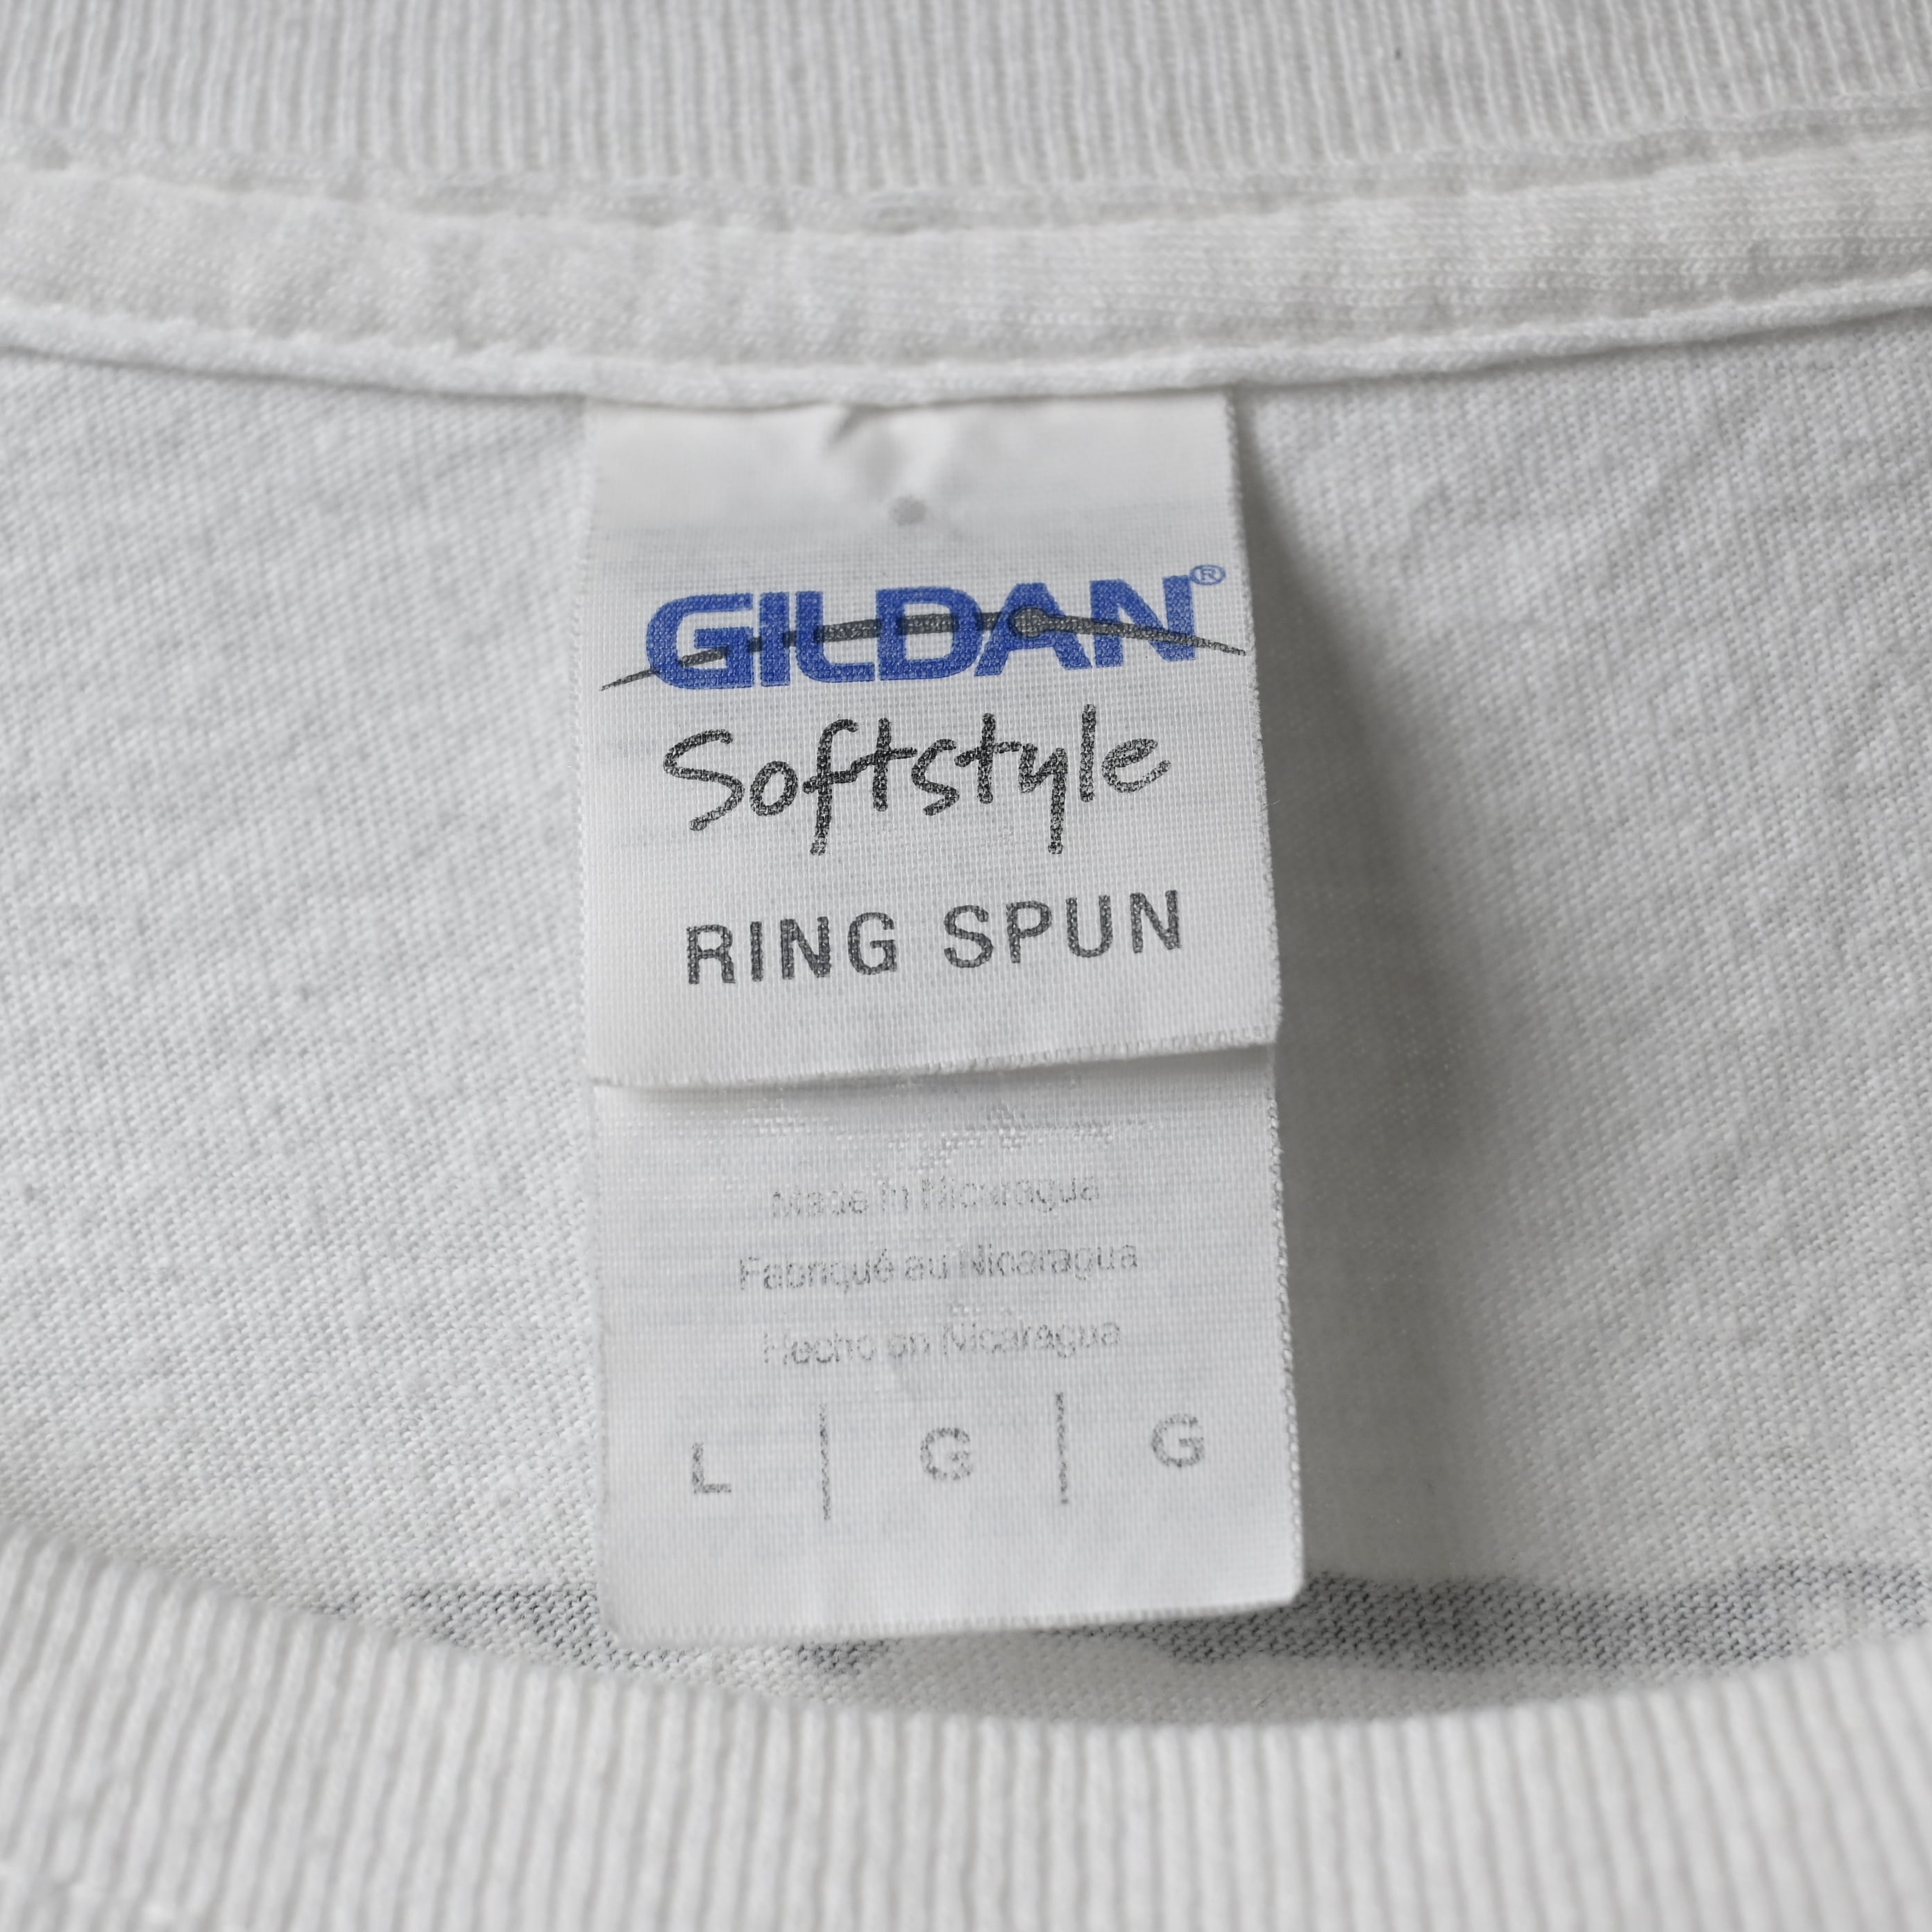 GILDAN®
Softstyle
RING SPUN
Made in Nicaragua
Fabriqué au Nicaragua
Hecho en Nicaragua
L | G | G